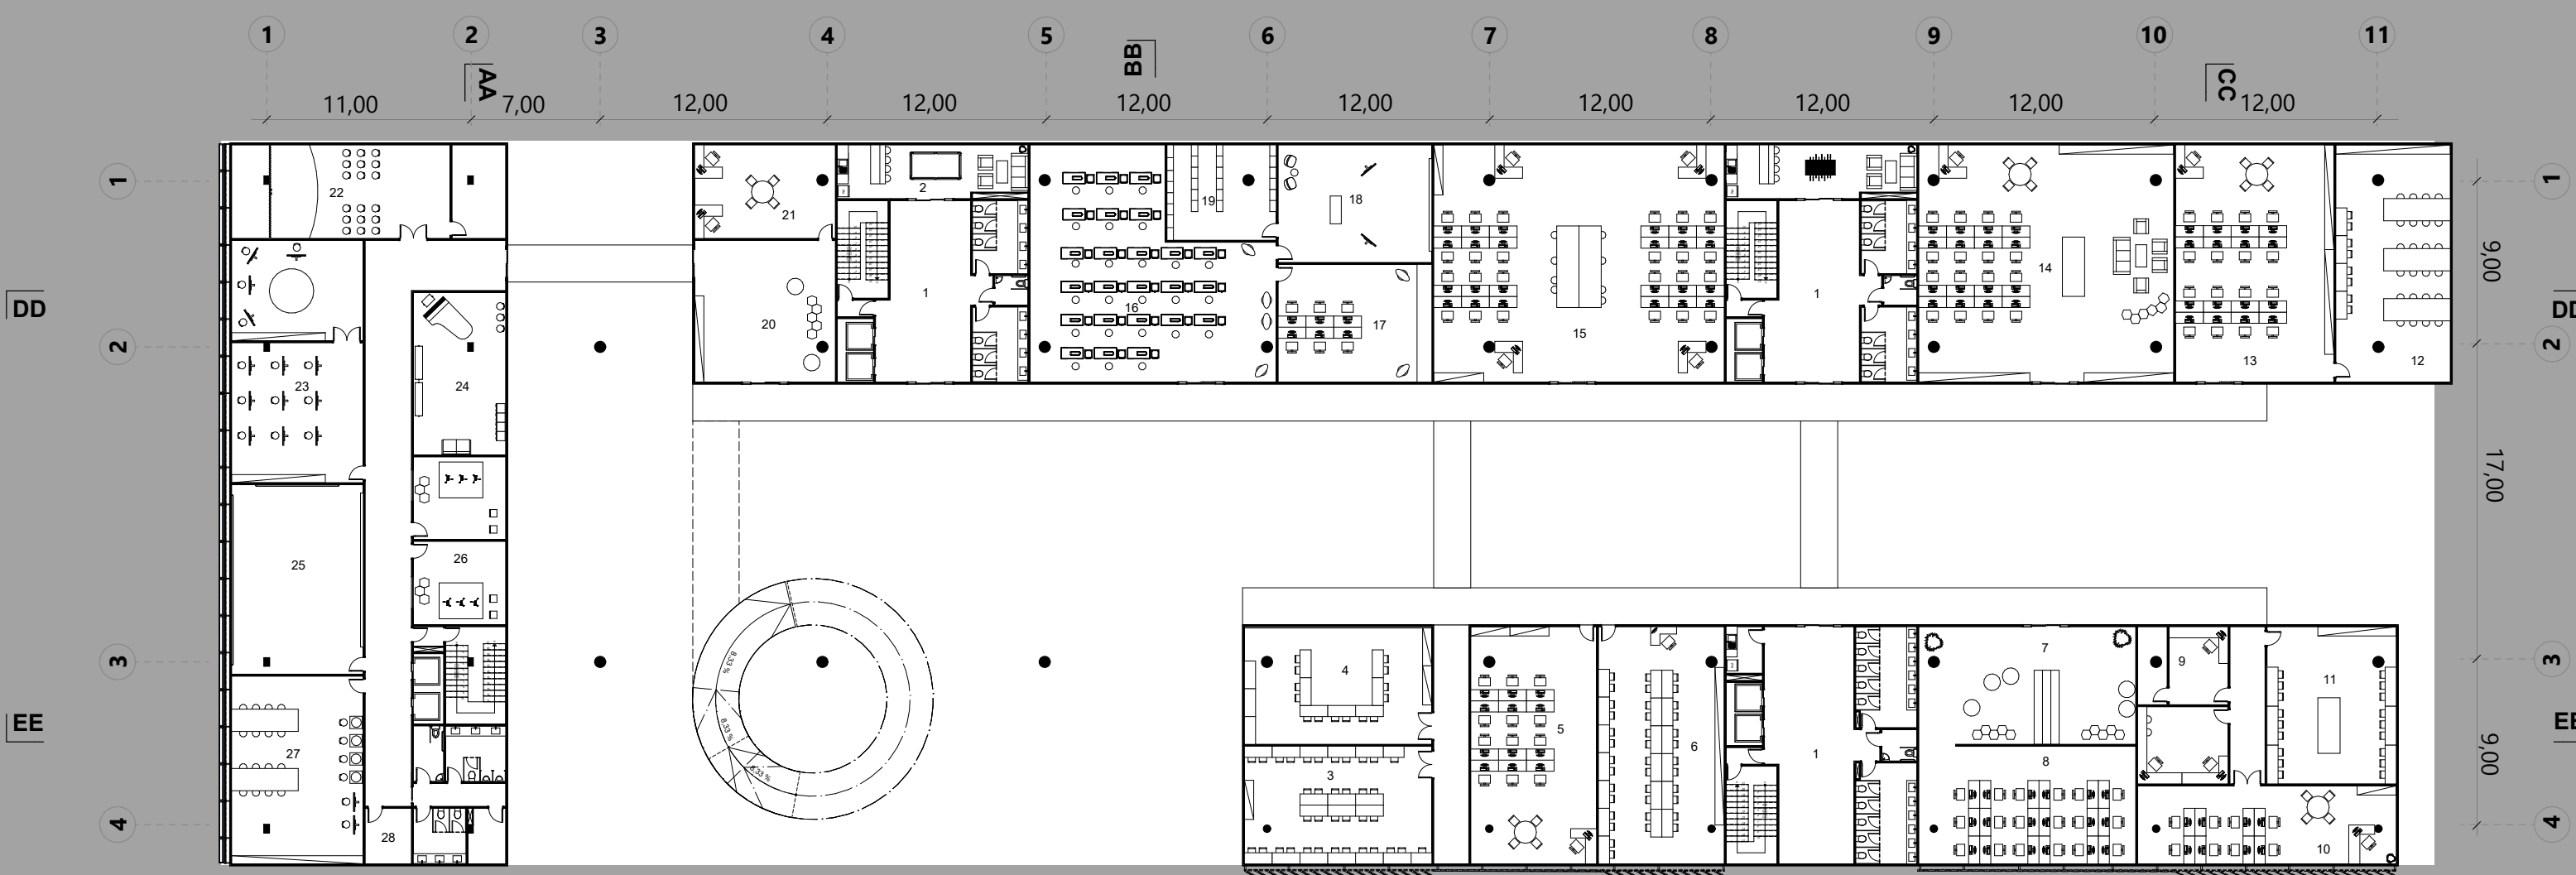 1 2 3 4 5 6 7 8 9 10 11
AA BB CC
11,00 7,00 12,00 12,00 12,00 12,00 12,00 12,00 12,00 12,00
1 1
22 21 2 19 18
9,00
DD 20 1 16 17 15 1 14 13 12 DD
2 2
23 24
17,00
25 26
3 3
8.33 %
8.33 %
8.33 %
4 7 9 11
EE 27 3 5 6 1 8 EE
9,00
4 4
28 10